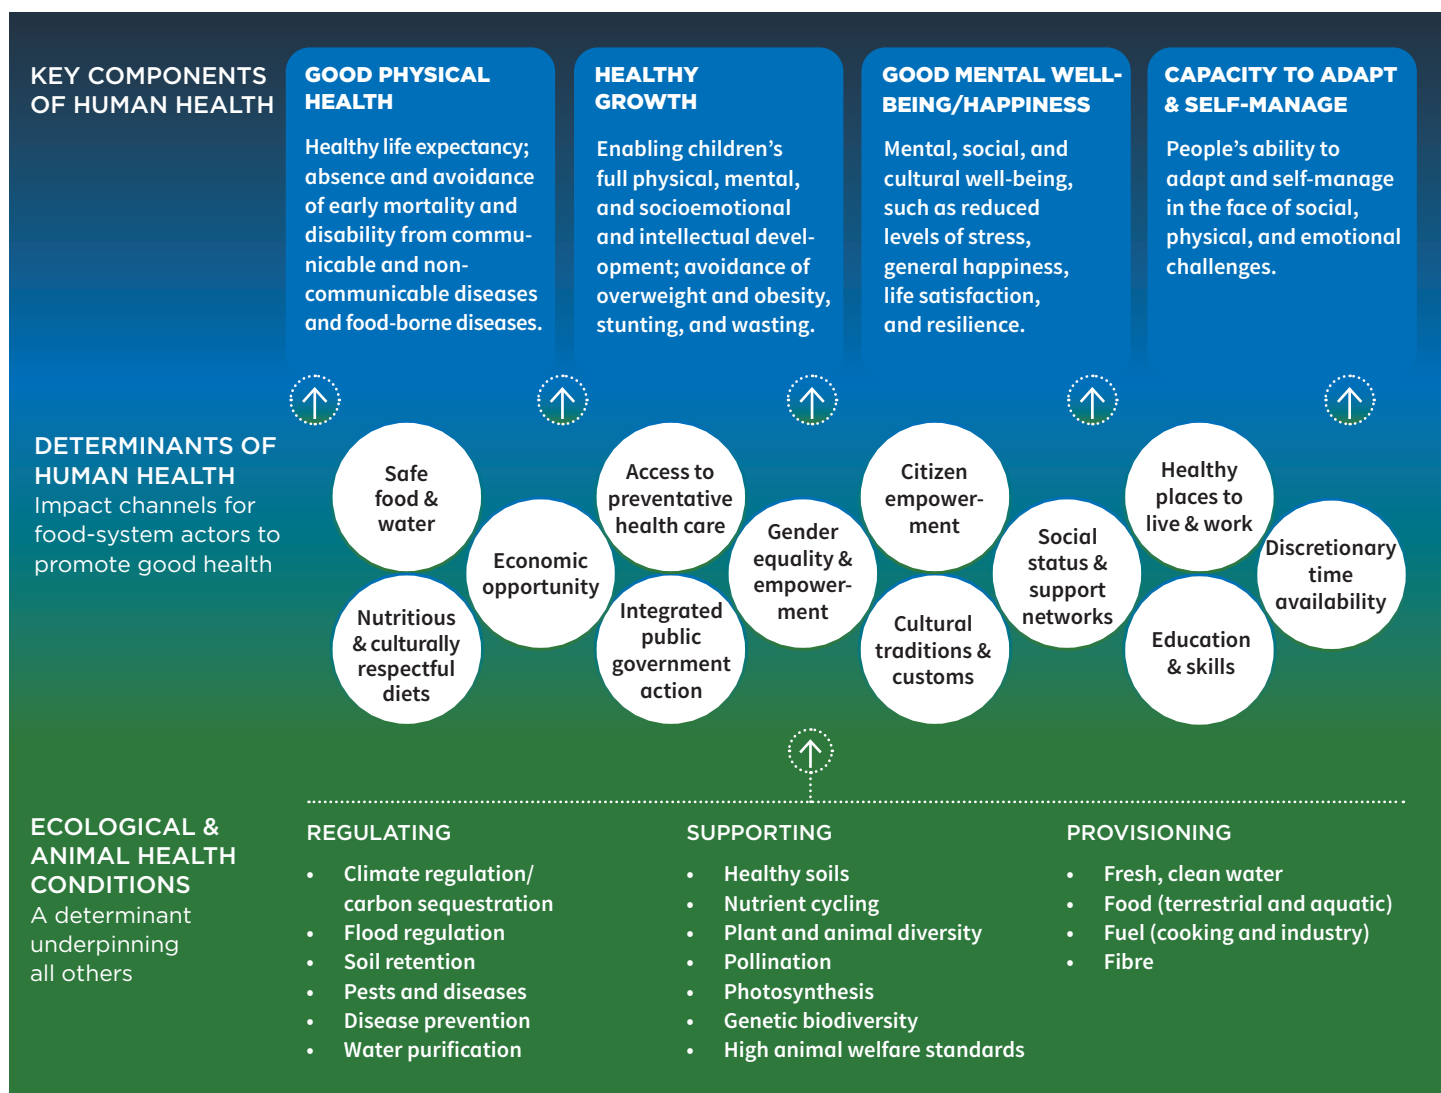 KEY COMPONENTS
OF HUMAN HEALTH
GOOD PHYSICAL
HEALTH
Healthy life expectancy;
absence and avoidance
of early mortality and
disability from commu-
nicable and non-
communicable diseases
and food-borne diseases.
HEALTHY
GROWTH
Enabling children’s
full physical, mental,
and socioemotional
and intellectual devel-
opment; avoidance of
overweight and obesity,
stunting, and wasting.
GOOD MENTAL WELL-
BEING/HAPPINESS
Mental, social, and
cultural well-being,
such as reduced
levels of stress,
general happiness,
life satisfaction,
and resilience.
CAPACITY TO ADAPT
& SELF-MANAGE
People’s ability to
adapt and self-manage
in the face of social,
physical, and emotional
challenges.
DETERMINANTS OF
HUMAN HEALTH
Impact channels for
food-system actors to
promote good health
Safe
food &
water
Nutritious
& culturally
respectful
diets
Economic
opportunity
Access to
preventative
health care
Integrated
public
government
action
Gender
equality &
empower-
ment
Citizen
empower-
ment
Cultural
traditions &
customs
Social
status &
support
networks
Healthy
places to
live & work
Education
& skills
Discretionary
time
availability
ECOLOGICAL &
ANIMAL HEALTH
CONDITIONS
A determinant
underpinning
all others
REGULATING
• Climate regulation/
carbon sequestration
• Flood regulation
• Soil retention
• Pests and diseases
• Disease prevention
• Water purification
SUPPORTING
• Healthy soils
• Nutrient cycling
• Plant and animal diversity
• Pollination
• Photosynthesis
• Genetic biodiversity
• High animal welfare standards
PROVISIONING
• Fresh, clean water
• Food (terrestrial and aquatic)
• Fuel (cooking and industry)
• Fibre